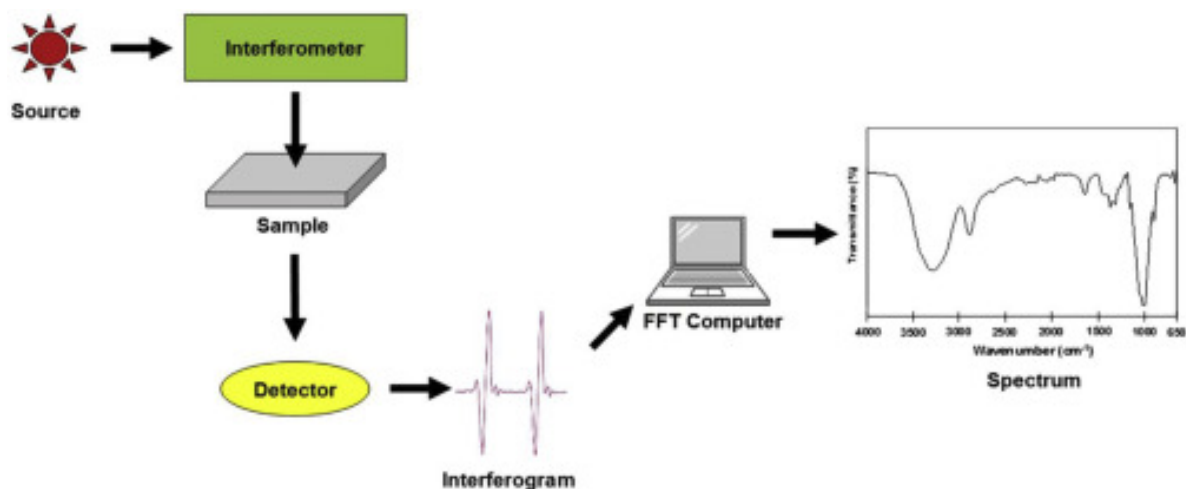 Interferometer
Source
Sample
Detector
Interferogram
FFT Computer
Transmittance (%)
4000 3500 3000 2500 2000 1500 1000 650
Wavenumber (cm⁻¹)
Spectrum